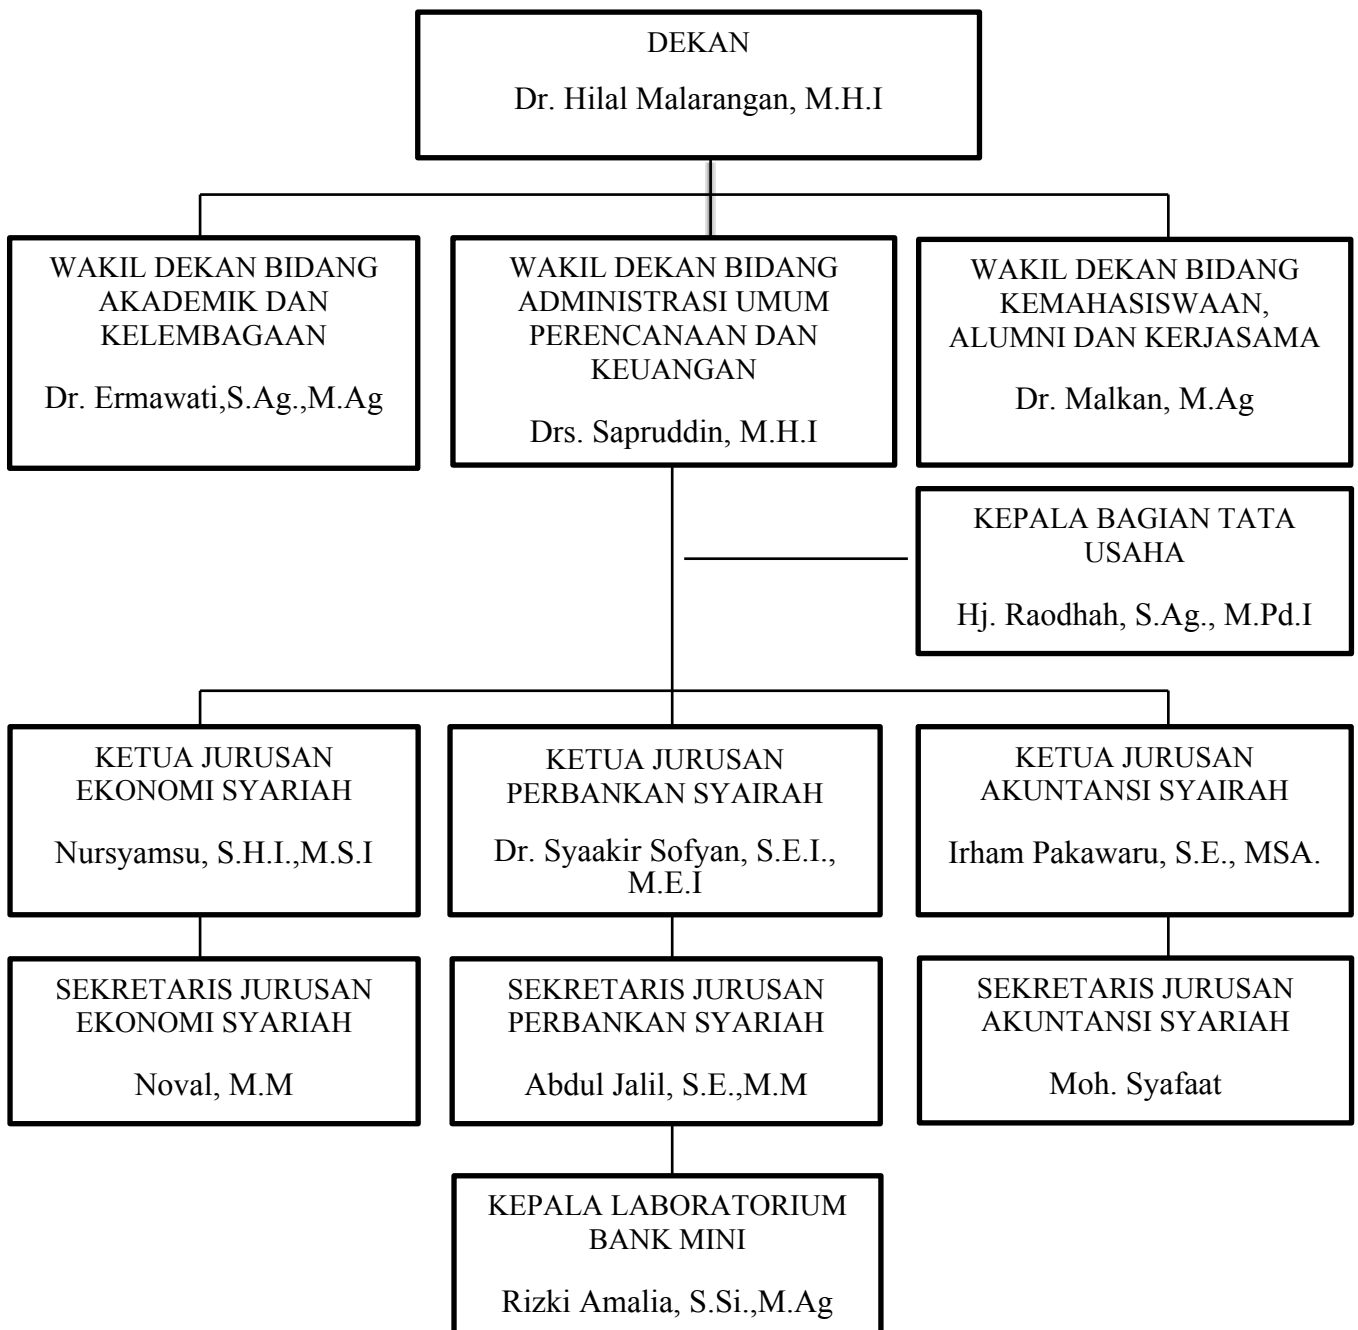 DEKAN
Dr. Hilal Malarangan, M.H.I
WAKIL DEKAN BIDANG
AKADEMIK DAN
KELEMBAGAAN
Dr. Ermawati,S.Ag.,M.Ag
WAKIL DEKAN BIDANG
ADMINISTRASI UMUM
PERENCANAAN DAN
KEUANGAN
Drs. Sapruddin, M.H.I
WAKIL DEKAN BIDANG
KEMAHASISWAAN,
ALUMNI DAN KERJASAMA
Dr. Malkan, M.Ag
KEPALA BAGIAN TATA
USAHA
Hj. Raodhah, S.Ag., M.Pd.I
KETUA JURUSAN
EKONOMI SYARIAH
Nursyamsu, S.H.I.,M.S.I
KETUA JURUSAN
PERBANKAN SYAIRAH
Dr. Syaakir Sofyan, S.E.I.,
M.E.I
KETUA JURUSAN
AKUNTANSI SYAIRAH
Irham Pakawaru, S.E., MSA.
SEKRETARIS JURUSAN
EKONOMI SYARIAH
Noval, M.M
SEKRETARIS JURUSAN
PERBANKAN SYARIAH
Abdul Jalil, S.E.,M.M
SEKRETARIS JURUSAN
AKUNTANSI SYARIAH
Moh. Syafaat
KEPALA LABORATORIUM
BANK MINI
Rizki Amalia, S.Si.,M.Ag